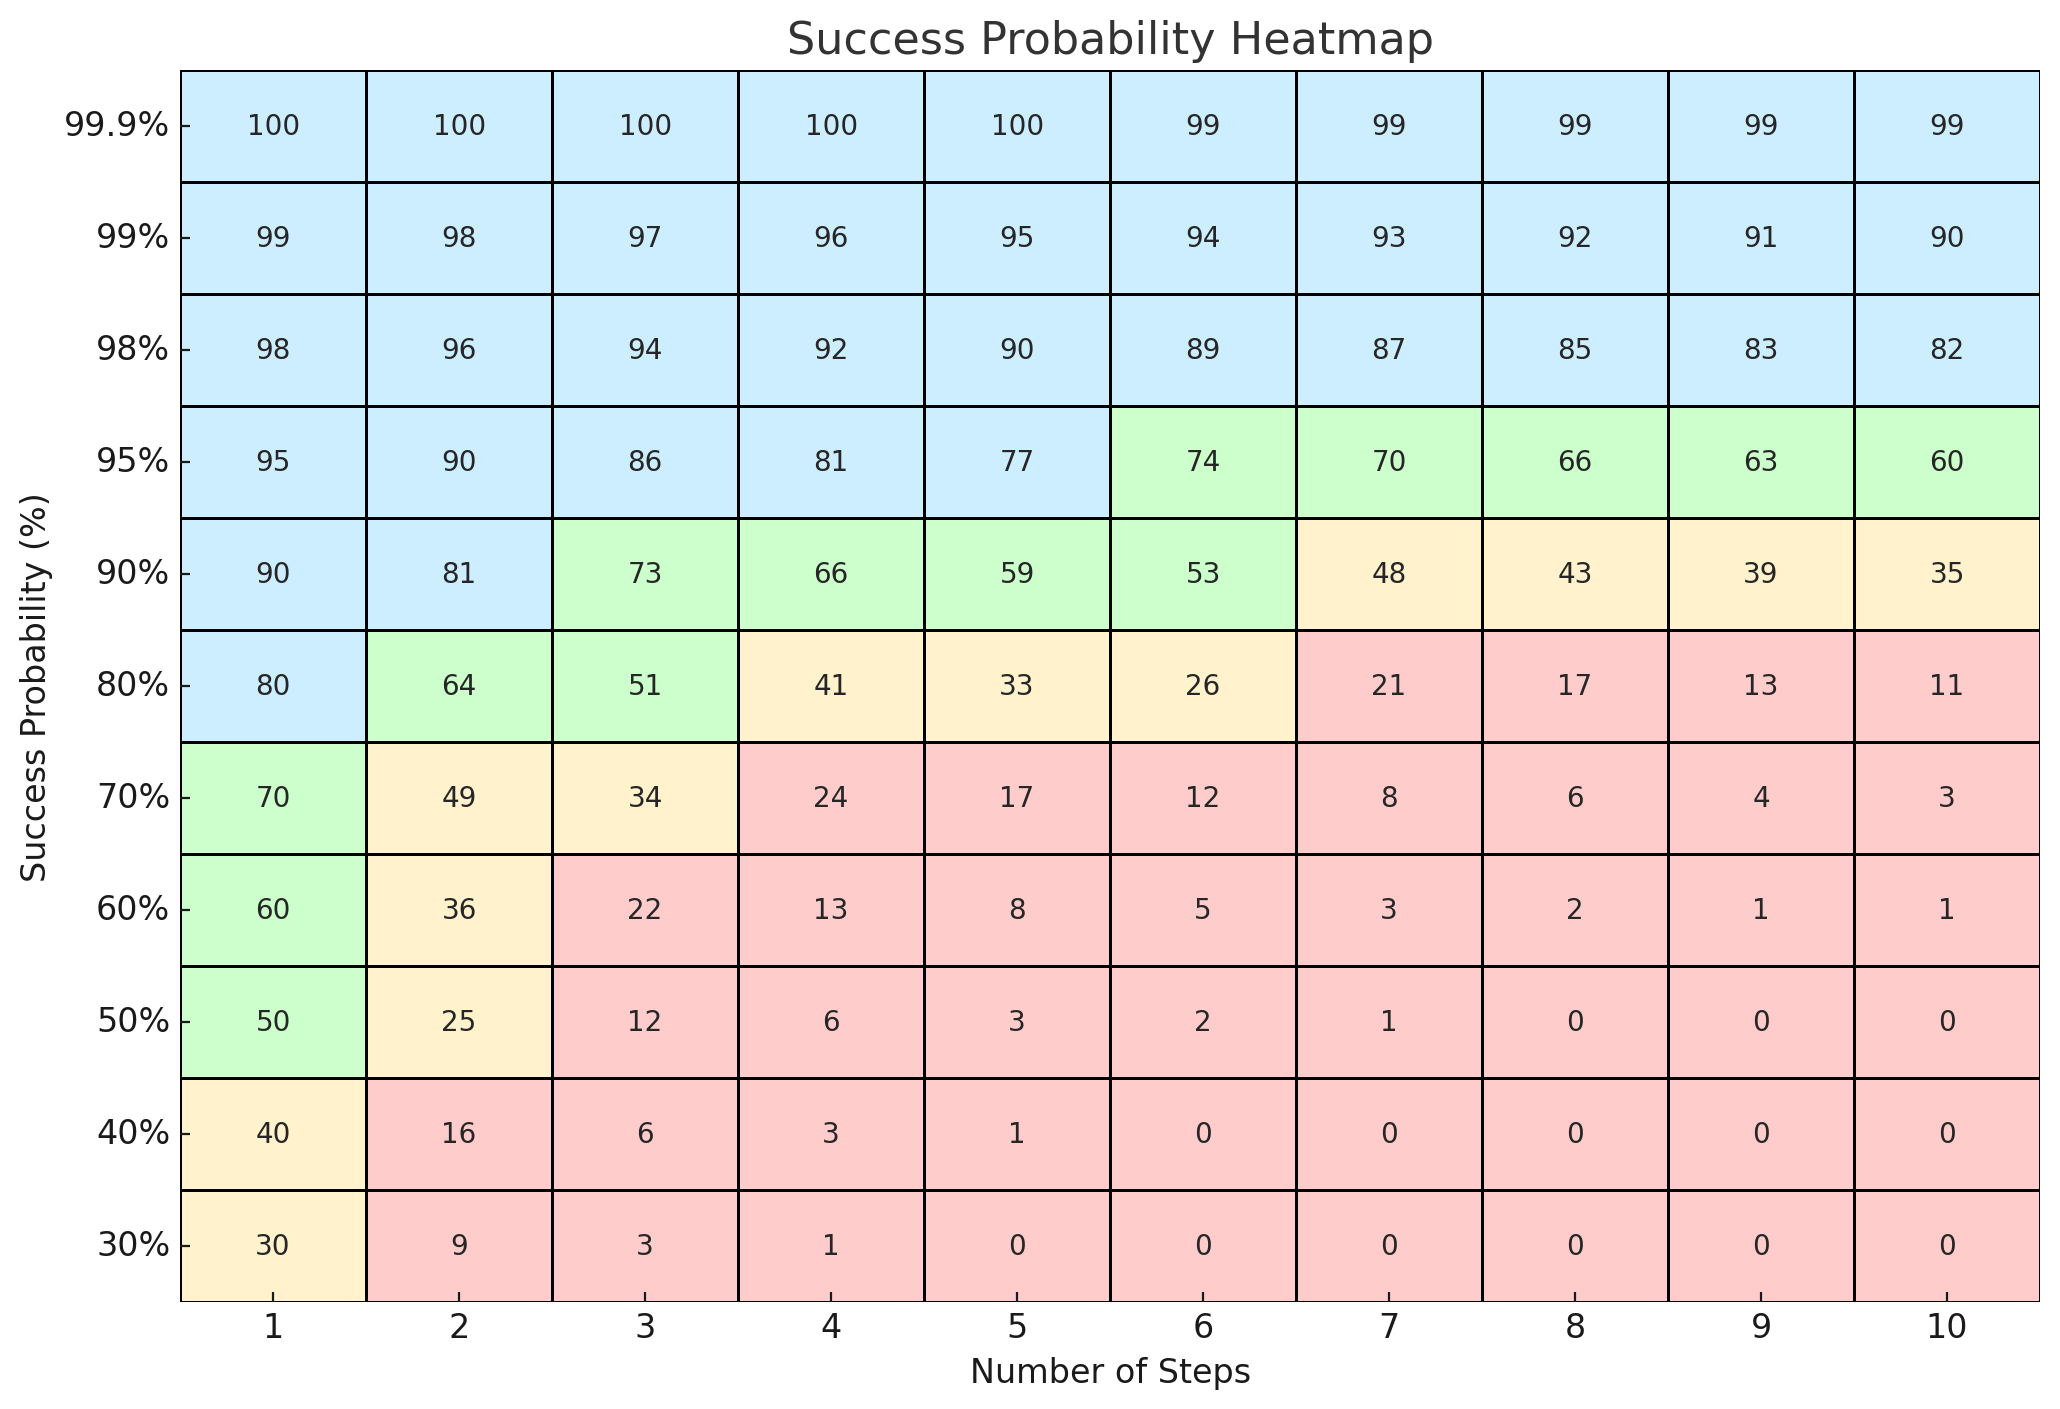 Success Probability Heatmap
Success Probability (%)
99.9% 100 100 100 100 100 99 99 99 99 99
99% 99 98 97 96 95 94 93 92 91 90
98% 98 96 94 92 90 89 87 85 83 82
95% 95 90 86 81 77 74 70 66 63 60
90% 90 81 73 66 59 53 48 43 39 35
80% 80 64 51 41 33 26 21 17 13 11
70% 70 49 34 24 17 12 8 6 4 3
60% 60 36 22 13 8 5 3 2 1 1
50% 50 25 12 6 3 2 1 0 0 0
40% 40 16 6 3 1 0 0 0 0 0
30% 30 9 3 1 0 0 0 0 0 0
1 2 3 4 5 6 7 8 9 10
Number of Steps